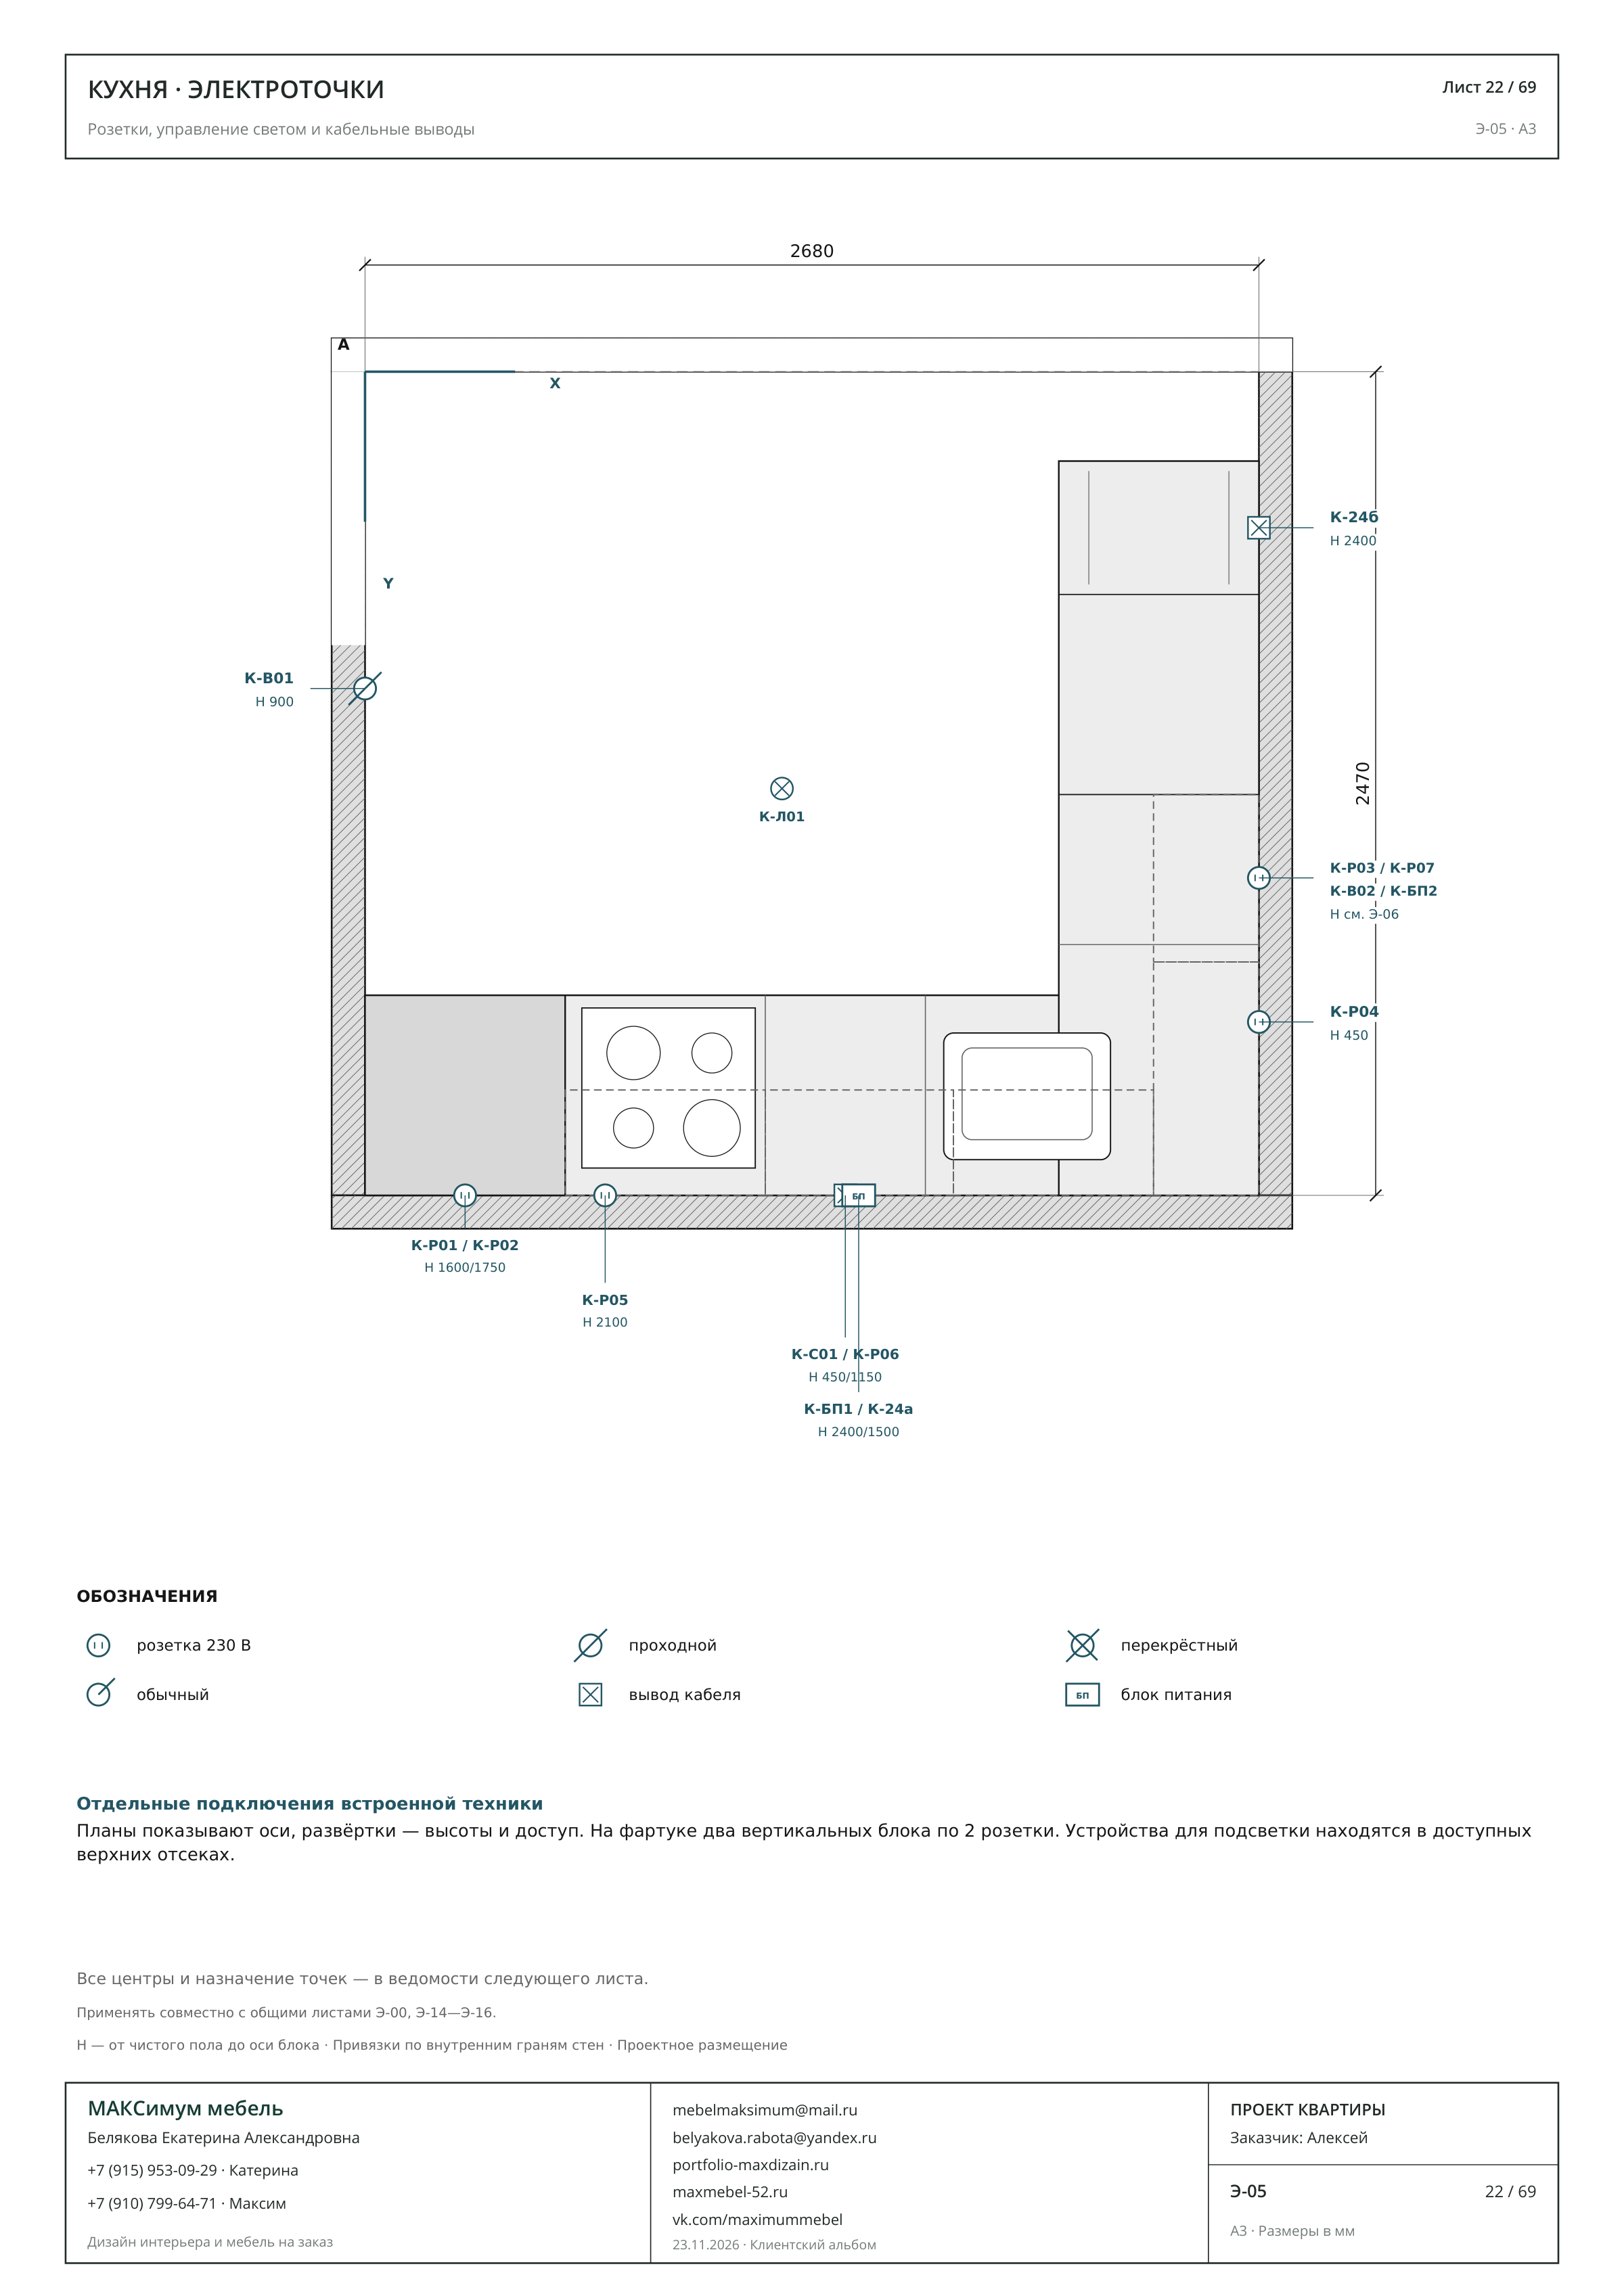 КУХНЯ · ЭЛЕКТРОТОЧКИ
Лист 22 / 69
Розетки, управление светом и кабельные выводы
Э-05 · А3
2680
A
X
К-24б
Н 2400
Y
К-В01
Н 900
2470
К-Л01
К-Р03 / К-Р07
К-В02 / К-БП2
Н см. Э-06
К-Р04
Н 450
БП
К-Р01 / К-Р02
Н 1600/1750
К-Р05
Н 2100
К-С01 / К-Р06
Н 450/1150
К-БП1 / К-24а
Н 2400/1500
ОБОЗНАЧЕНИЯ
розетка 230 В
проходной
перекрёстный
обычный
вывод кабеля
БП
блок питания
Отдельные подключения встроенной техники
Планы показывают оси, развёртки — высоты и доступ. На фартуке два вертикальных блока по 2 розетки. Устройства для подсветки находятся в доступных
верхних отсеках.
Все центры и назначение точек — в ведомости следующего листа.
Применять совместно с общими листами Э-00, Э-14—Э-16.
Н — от чистого пола до оси блока · Привязки по внутренним граням стен · Проектное размещение
МАКСимум мебель
Белякова Екатерина Александровна
+7 (915) 953-09-29 · Катерина
+7 (910) 799-64-71 · Максим
Дизайн интерьера и мебель на заказ
mebelmaksimum@mail.ru
belyakova.rabota@yandex.ru
portfolio-maxdizain.ru
maxmebel-52.ru
vk.com/maximummebel
23.11.2026 · Клиентский альбом
ПРОЕКТ КВАРТИРЫ
Заказчик: Алексей
Э-05
22 / 69
А3 · Размеры в мм